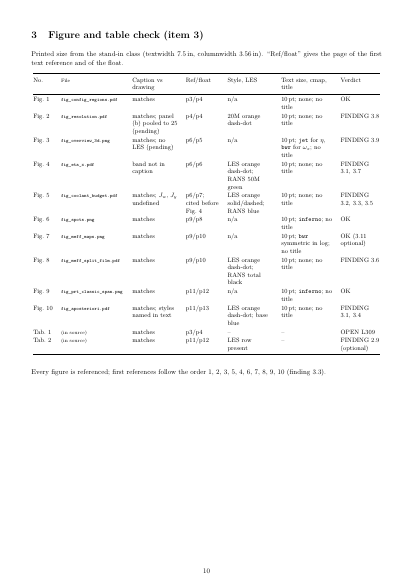 3 Figure and table check (item 3)
Printed size from the stand-in class (textwidth 7.5 in, columnwidth 3.56 in). “Ref/float” gives the page of the first
text reference and of the float.
No. File Caption vs drawing Ref/float Style, LES Text size, cmap, title Verdict
Fig. 1 fig_config_regions.pdf matches p3/p4 n/a 10 pt; none; no title OK
Fig. 2 fig_resolution.pdf matches; panel (b) pooled to 25 (pending) p4/p4 20M orange dash-dot 10 pt; none; no title FINDING 3.8
Fig. 3 fig_overview_3d.png matches; no LES (pending) p6/p5 n/a 10 pt; jet for η, bwr for ω; no title FINDING 3.9
Fig. 4 band not in caption p6/p6 LES orange dash-dot; RANS 50M green 10 pt; none; no title FINDING 3.1, 3.7
Fig. 5 fig_coolant_budget.pdf matches; undefined p6/p7; cited before Fig. 4 LES orange solid/dashed; RANS blue 10 pt; none; no title FINDING 3.2, 3.3, 3.5
Fig. 6 fig_spots.png matches p9/p8 n/a 10 pt; inferno; no title OK
Fig. 7 fig_meff_maps.png matches p9/p10 n/a 10 pt; bwr symmetric in log; no title OK (3.11 optional)
Fig. 8 fig_meff_split_film.pdf matches p9/p10 LES orange dash-dot; RANS total black 10 pt; none; no title FINDING 3.6
Fig. 9 fig_prt_classic_span.png matches p11/p12 n/a 10 pt; inferno; no title OK
Fig. 10 fig_aposteriori.pdf matches; styles named in text p11/p13 LES orange dash-dot; base blue 10 pt; none; no title FINDING 3.1, 3.4
Tab. 1 (in source) matches p3/p4 – – OPEN L309
Tab. 2 (in source) matches p11/p12 LES row present – FINDING 2.9 (optional)
Every figure is referenced; first references follow the order 1, 2, 3, 5, 4, 6, 7, 8, 9, 10 (finding 3.3).
10